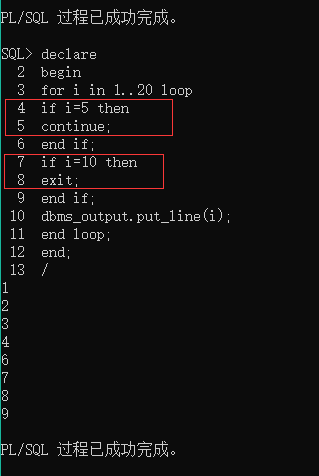 PL/SQL 过程已成功完成。
SQL> declare
2 begin
3 for i in 1..20 loop
4 if i=5 then
5 continue;
6 end if;
7 if i=10 then
8 exit;
9 end if;
10 dbms_output.put_line(i);
11 end loop;
12 end;
13 /
1
2
3
4
6
7
8
9
PL/SQL 过程已成功完成。